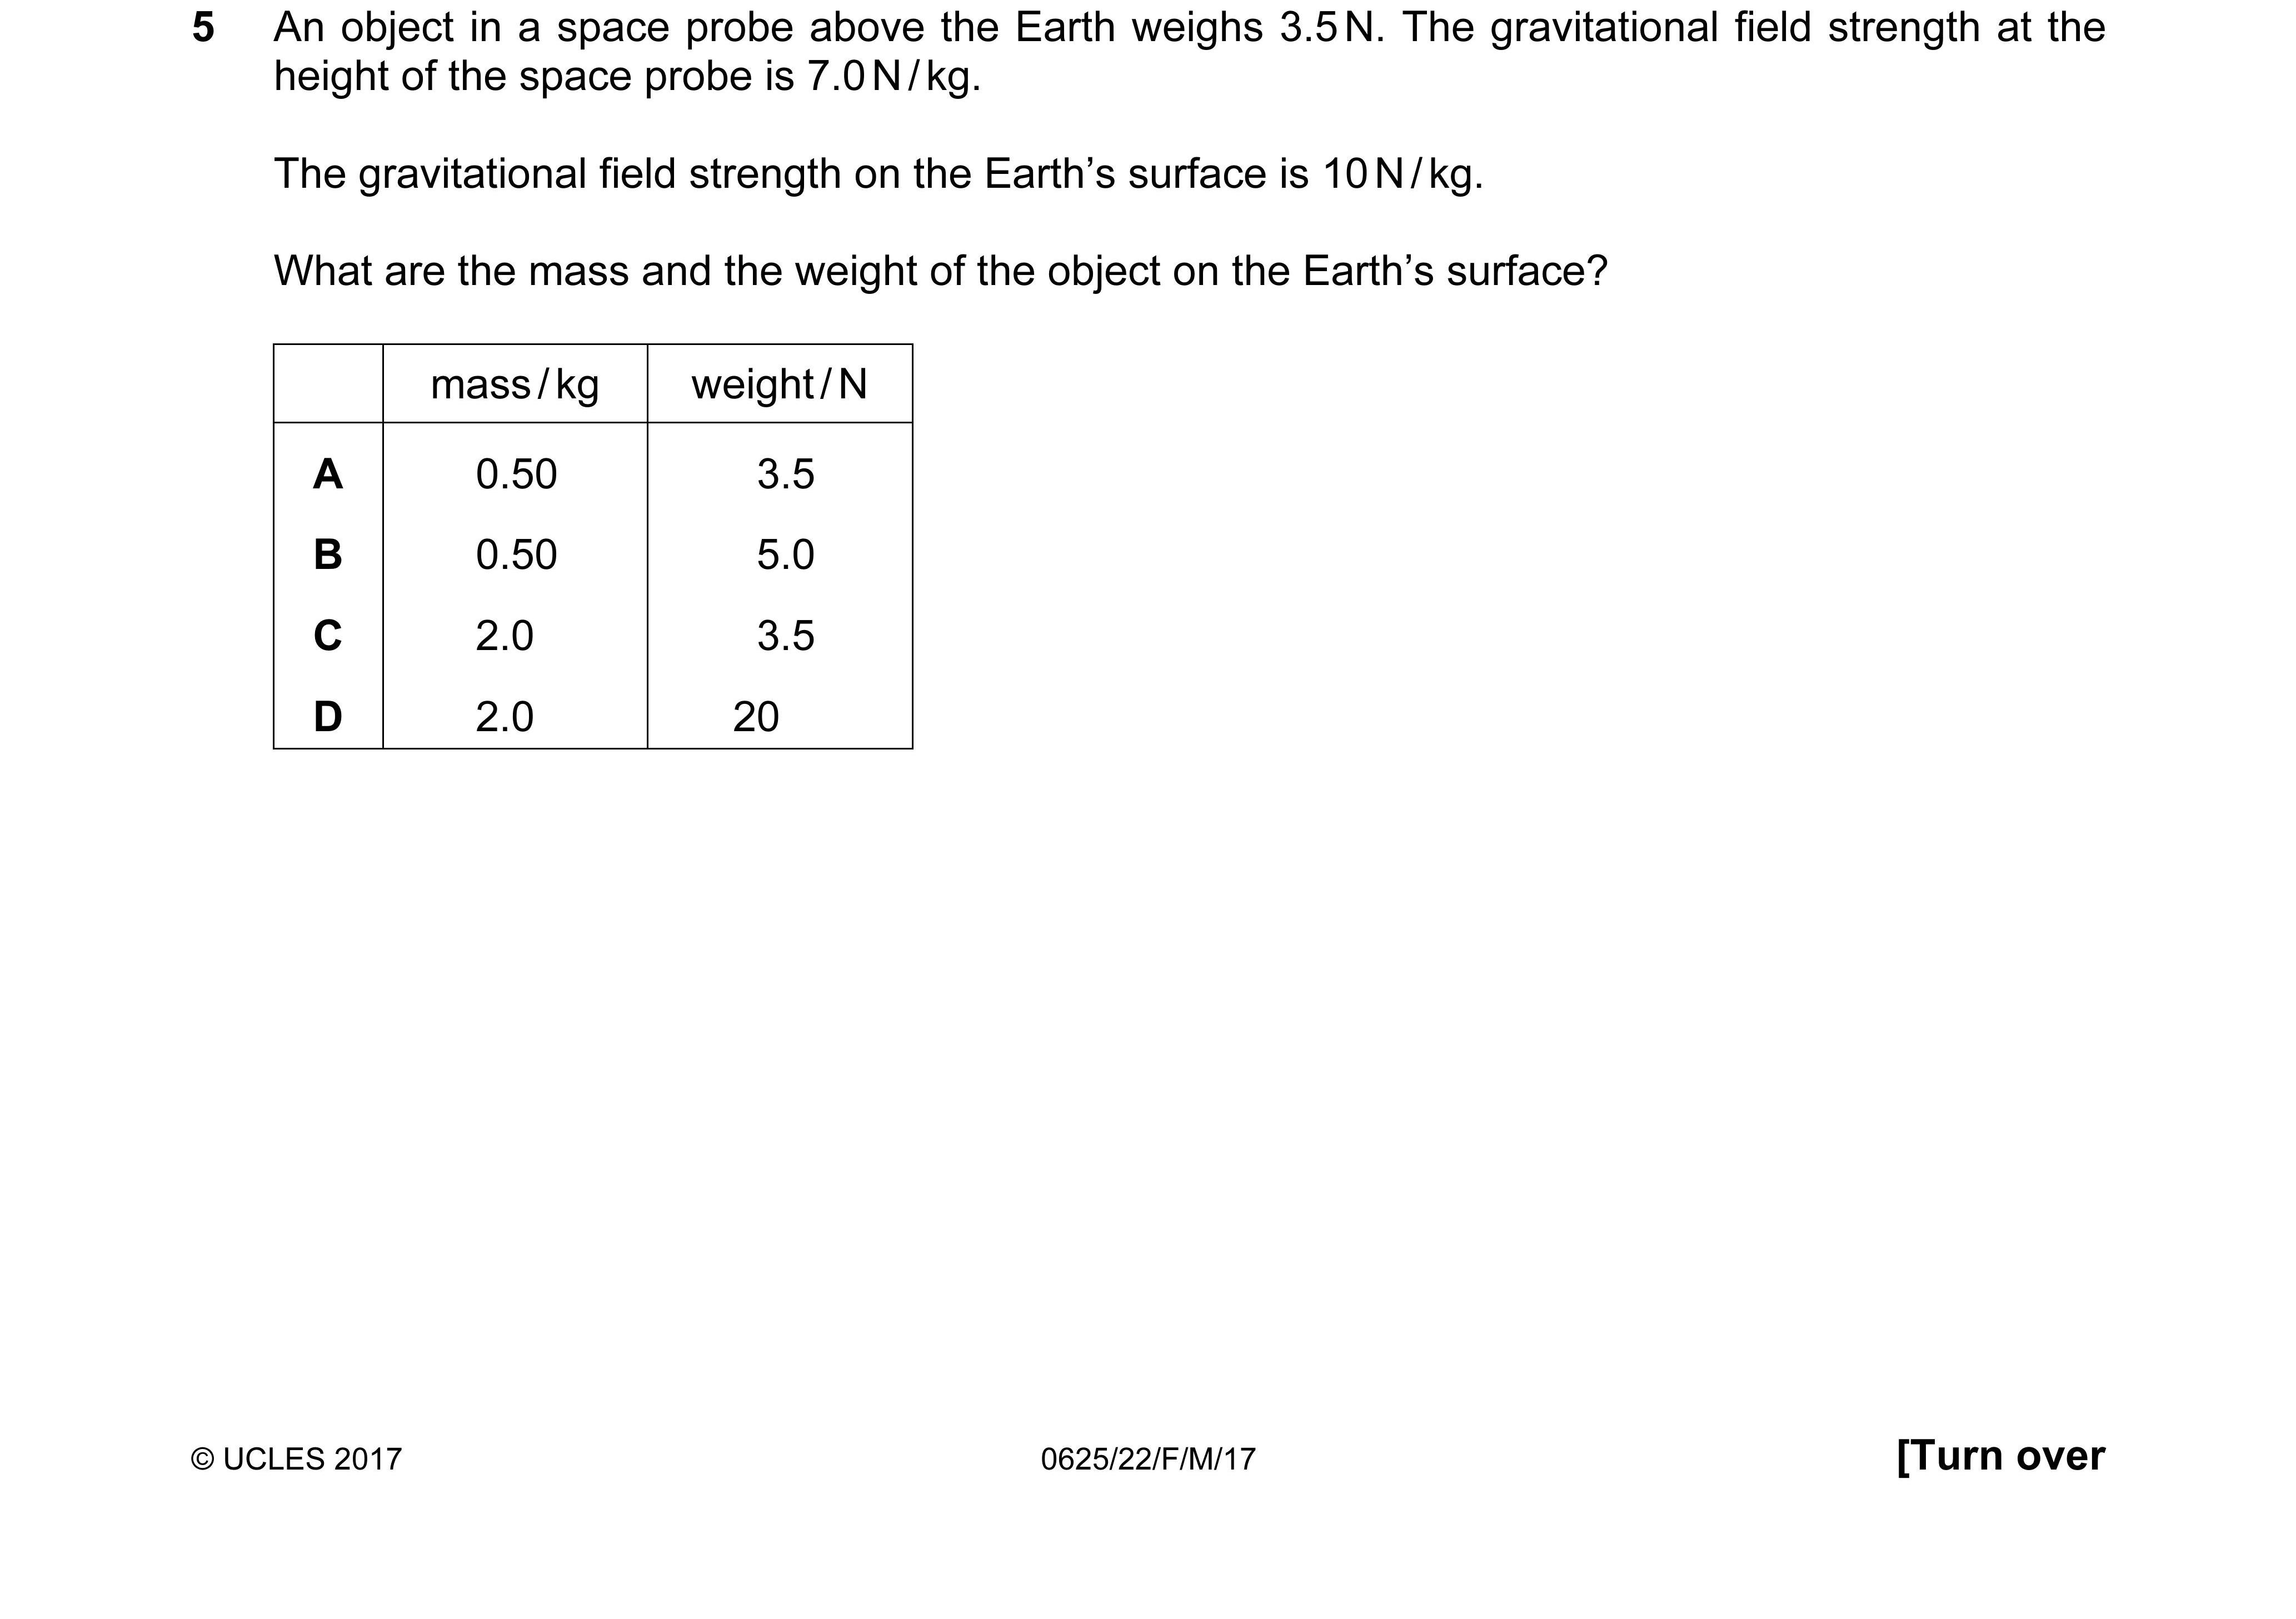 5 An object in a space probe above the Earth weighs 3.5 N. The gravitational field strength at the
height of the space probe is 7.0 N / kg.
The gravitational field strength on the Earth’s surface is 10 N / kg.
What are the mass and the weight of the object on the Earth’s surface?
mass / kg weight / N
A 0.50 3.5
B 0.50 5.0
C 2.0 3.5
D 2.0 20
© UCLES 2017 0625/22/F/M/17 [Turn over